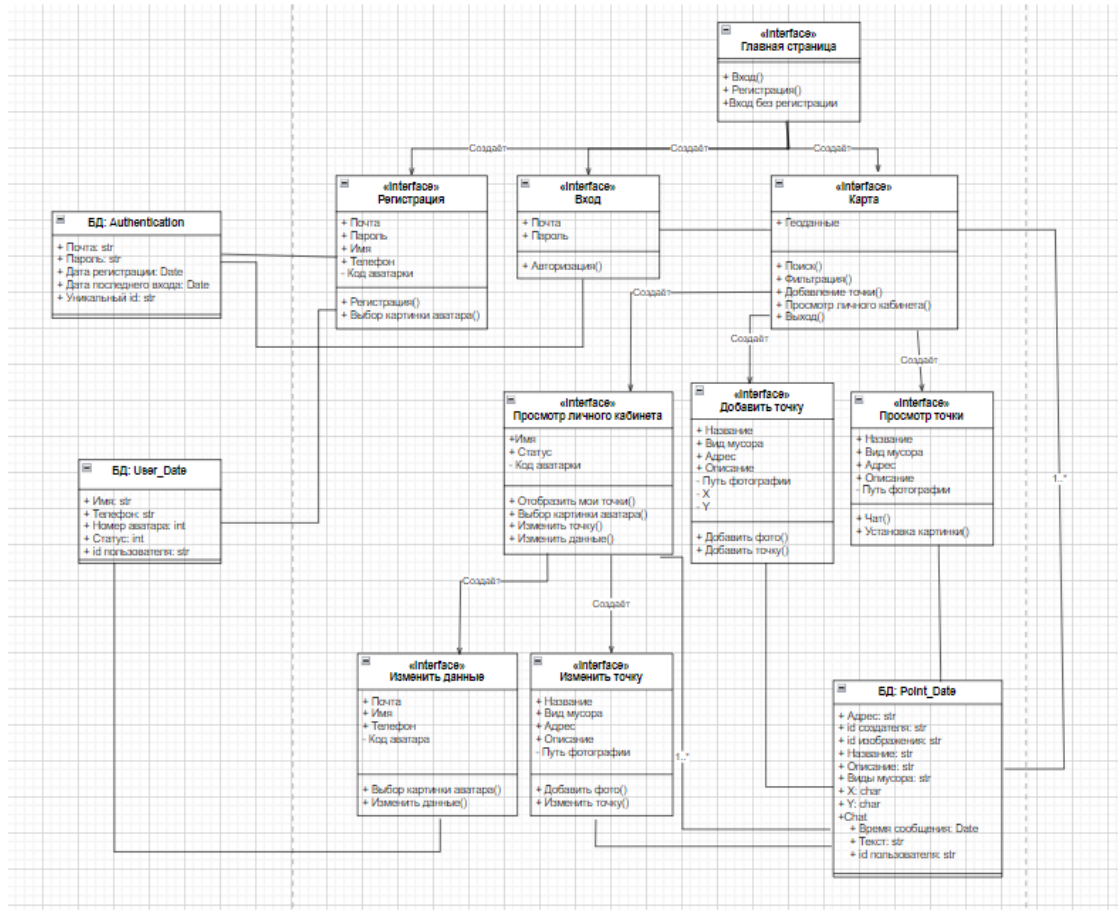 «Interface»
Главная страница
+ Вход()
+ Регистрация()
+Вход без регистрации
Создаёт
Создаёт
Создаёт
«Interface»
Регистрация
+ Почта
+ Пароль
+ Имя
+ Телефон
- Код аватарки
+ Регистрация()
+ Выбор картинки аватара()
«Interface»
Вход
+ Почта
+ Пароль
+ Авторизация()
«Interface»
Карта
+ Геоданные
+ Поиск()
+ Фильтрация()
+ Добавление точки()
+ Просмотр личного кабинета()
+ Выход()
БД: Authentication
+ Почта: str
+ Пароль: str
+ Дата регистрации: Date
+ Дата последнего входа: Date
+ Уникальный id: str
Создаёт
Создаёт
Создаёт
«Interface»
Просмотр личного кабинета
+Имя
+ Статус
- Код аватарки
+ Отобразить мои точки()
+ Выбор картинки аватара()
+ Изменить точку()
+ Изменить данные()
«Interface»
Добавить точку
+ Название
+ Вид мусора
+ Адрес
+ Описание
- Путь фотографии
- X
- Y
+ Добавить фото()
+ Добавить точку()
«Interface»
Просмотр точки
+ Название
+ Вид мусора
+ Адрес
+ Описание
- Путь фотографии
+ Чат()
+ Установка картинки()
1..*
БД: User_Date
+ Имя: str
+ Телефон: str
+ Номер аватара: int
+ Статус: int
+ id пользователя: str
Создаёт
Создаёт
«Interface»
Изменить данные
+ Почта
+ Имя
+ Телефон
- Код аватара
+ Выбор картинки аватара()
+ Изменить данные()
«Interface»
Изменить точку
+ Название
+ Вид мусора
+ Адрес
+ Описание
- Путь фотографии
+ Добавить фото()
+ Изменить точку()
1..*
БД: Point_Date
+ Адрес: str
+ id создателя: str
+ id изображения: str
+ Название: str
+ Описание: str
+ Виды мусора: str
+ X: char
+ Y: char
+Chat
+ Время сообщения: Date
+ Текст: str
+ id пользователя: str